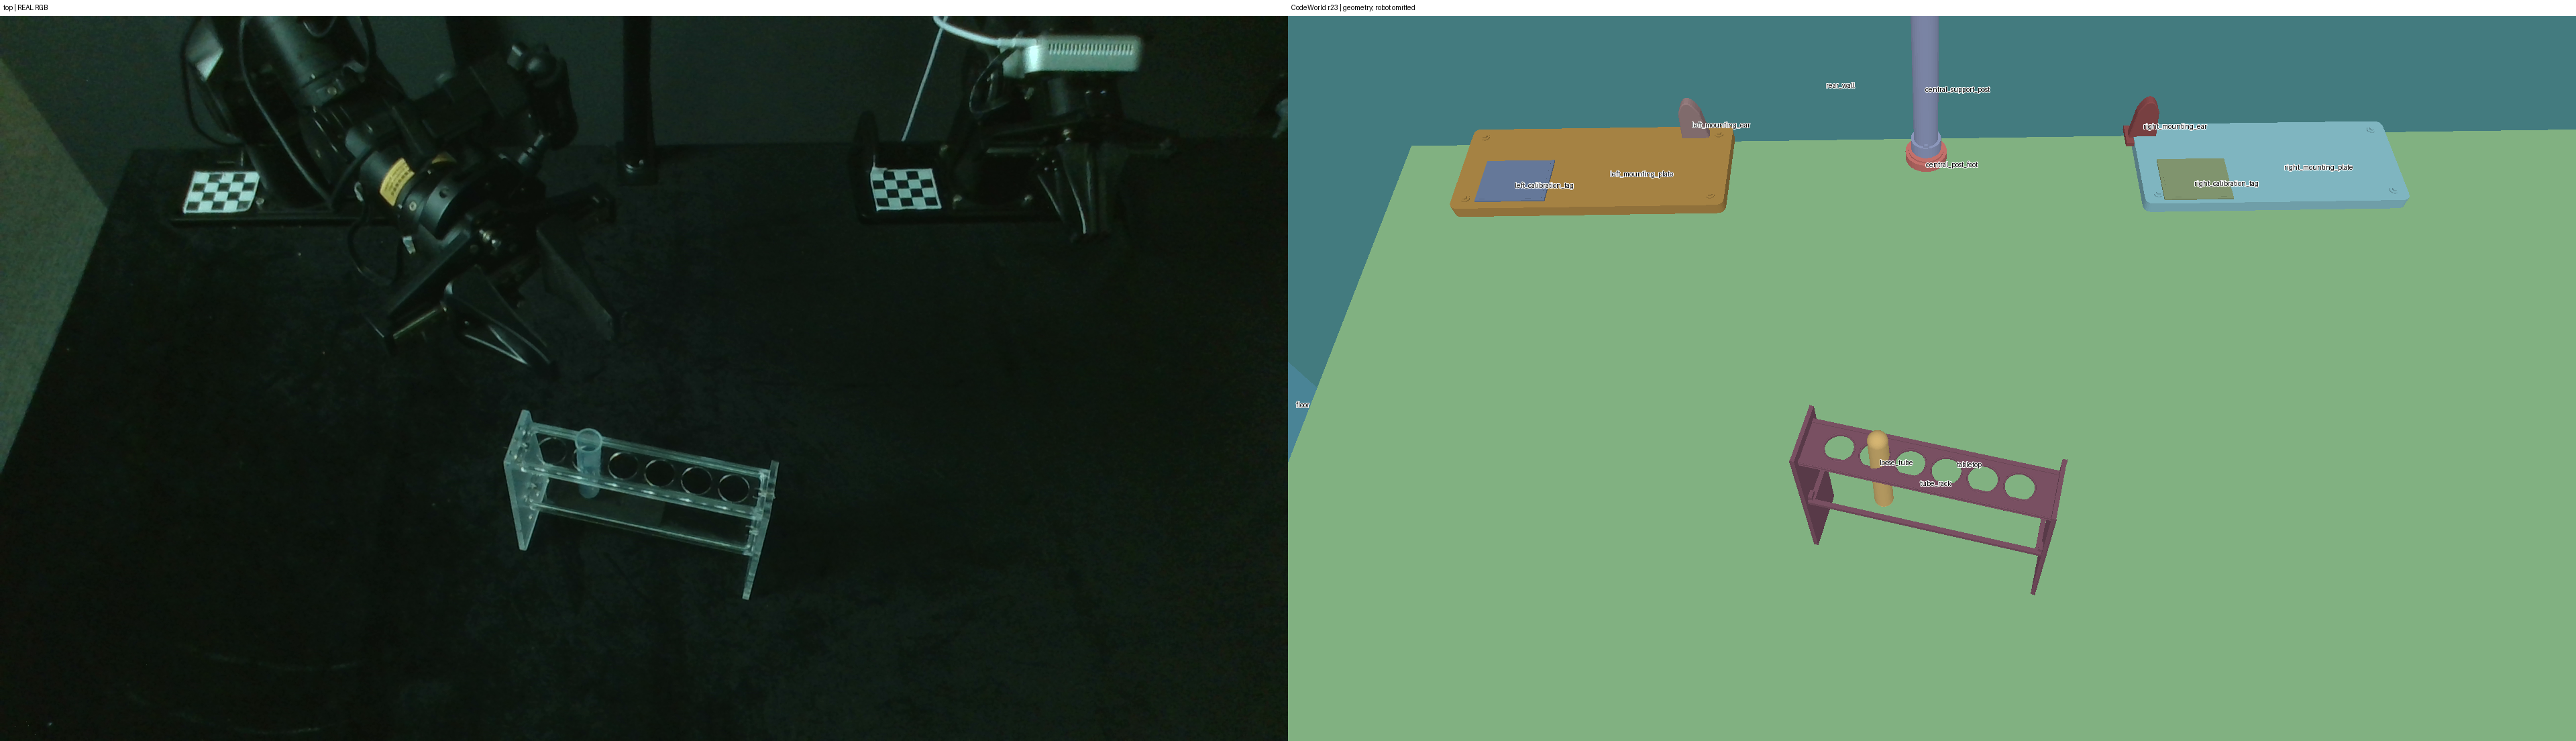 top | REAL RGB
CodeWorld r23 | geometry; robot omitted
rear_wall
central_support_post
left_mounting_ear
right_mounting_ear
central_post_foot
left_mounting_plate
right_mounting_plate
left_calibration_tag
right_calibration_tag
floor
loose_tube
tabletop
tube_rack